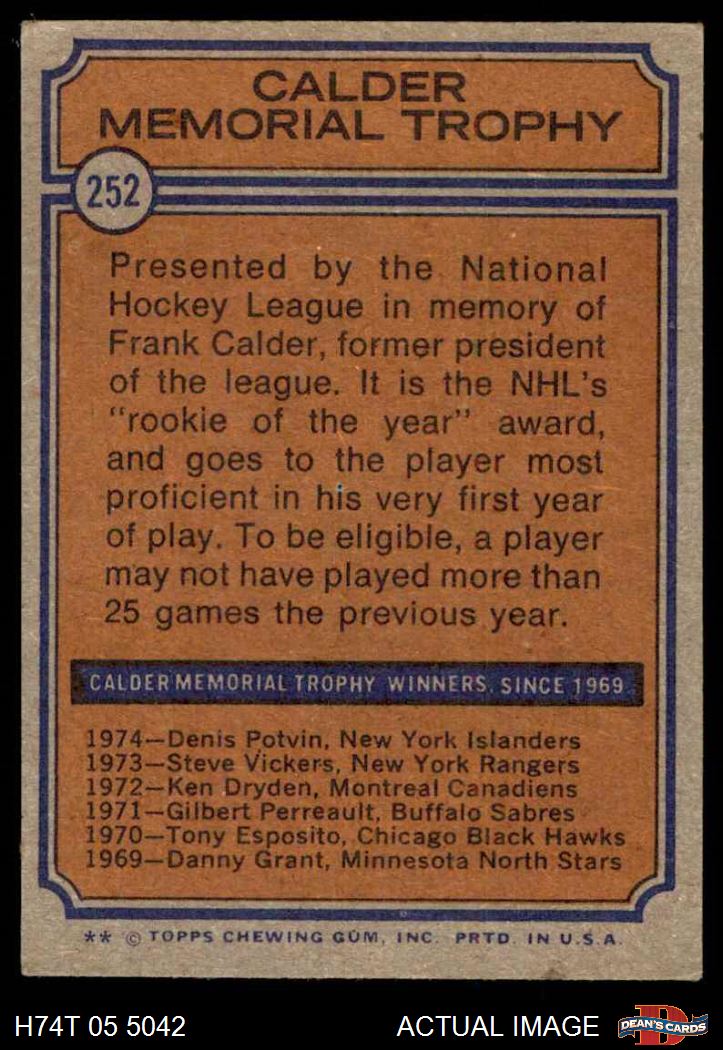 CALDER
MEMORIAL TROPHY
252
Presented by the National
Hockey League in memory of
Frank Calder, former president
of the league. It is the NHL's
"rookie of the year" award,
and goes to the player most
proficient in his very first year
of play. To be eligible, a player
may not have played more than
25 games the previous year.
CALDER MEMORIAL TROPHY WINNERS, SINCE 1969
1974—Denis Potvin, New York Islanders
1973—Steve Vickers, New York Rangers
1972—Ken Dryden, Montreal Canadiens
1971—Gilbert Perreault, Buffalo Sabres
1970—Tony Esposito, Chicago Black Hawks
1969—Danny Grant, Minnesota North Stars
** © TOPPS CHEWING GUM, INC. PRTD. IN U.S.A.
H74T 05 5042 ACTUAL IMAGE D DEAN'S CARDS